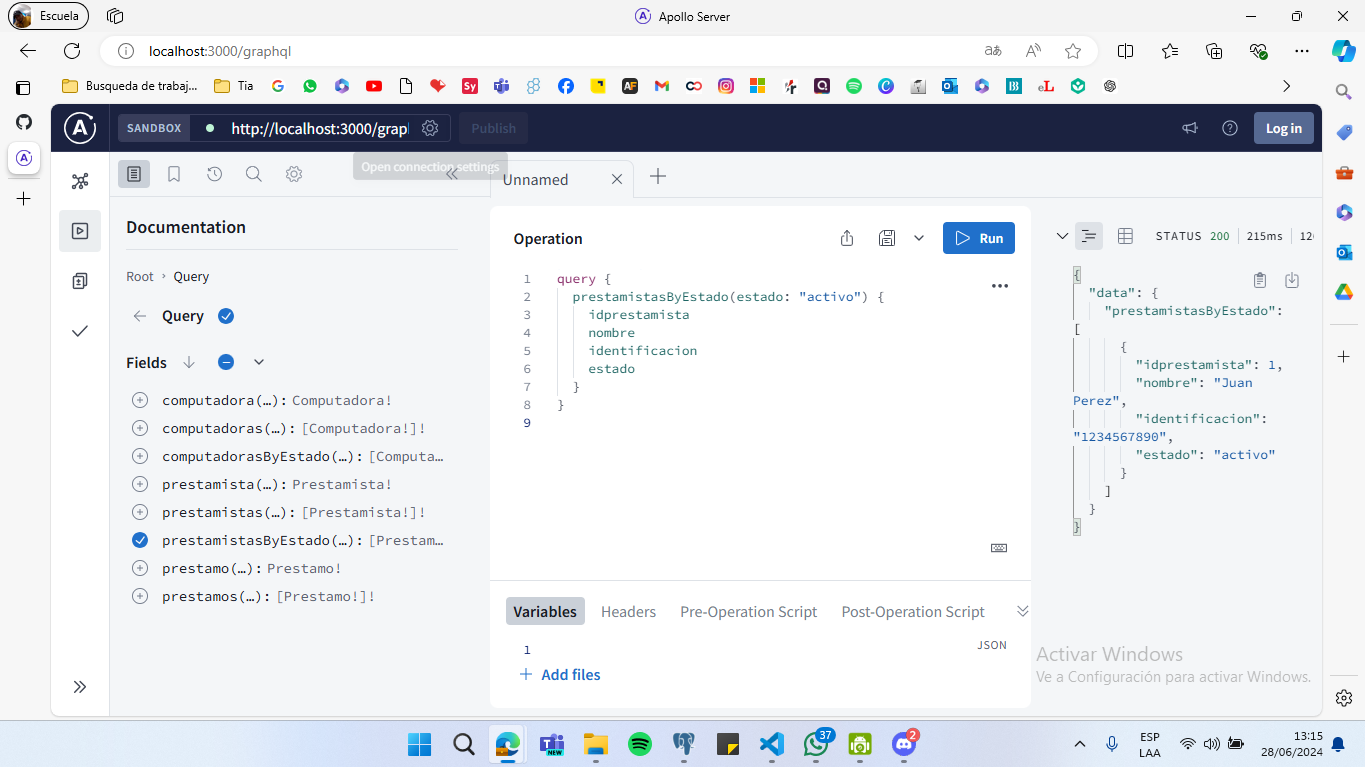 Escuela
Apollo Server
localhost:3000/graphql
Busqueda de trabaj...
Tia
SANDBOX
http://localhost:3000/grap
Publish
Log in
Open connection settings
Unnamed
Documentation
Root › Query
Query
Fields
computadora(…): Computadora!
computadoras(…): [Computadora!]!
computadorasByEstado(…): [Computa…
prestamista(…): Prestamista!
prestamistas(…): [Prestamista!]!
prestamistasByEstado(…): [Prestam…
prestamo(…): Prestamo!
prestamos(…): [Prestamo!]!
Operation
Run
1 query {
2 prestamistasByEstado(estado: "activo") {
3 idprestamista
4 nombre
5 identificacion
6 estado
7 }
8 }
9
Variables Headers Pre-Operation Script Post-Operation Script
JSON
1
+ Add files
STATUS 200 215ms 12
{
"data": {
"prestamistasByEstado":
[
{
"idprestamista": 1,
"nombre": "Juan
Perez",
"identificacion":
"1234567890",
"estado": "activo"
}
]
}
}
Activar Windows
Ve a Configuración para activar Windows.
NEW
37
2
ESP
LAA
13:15
28/06/2024